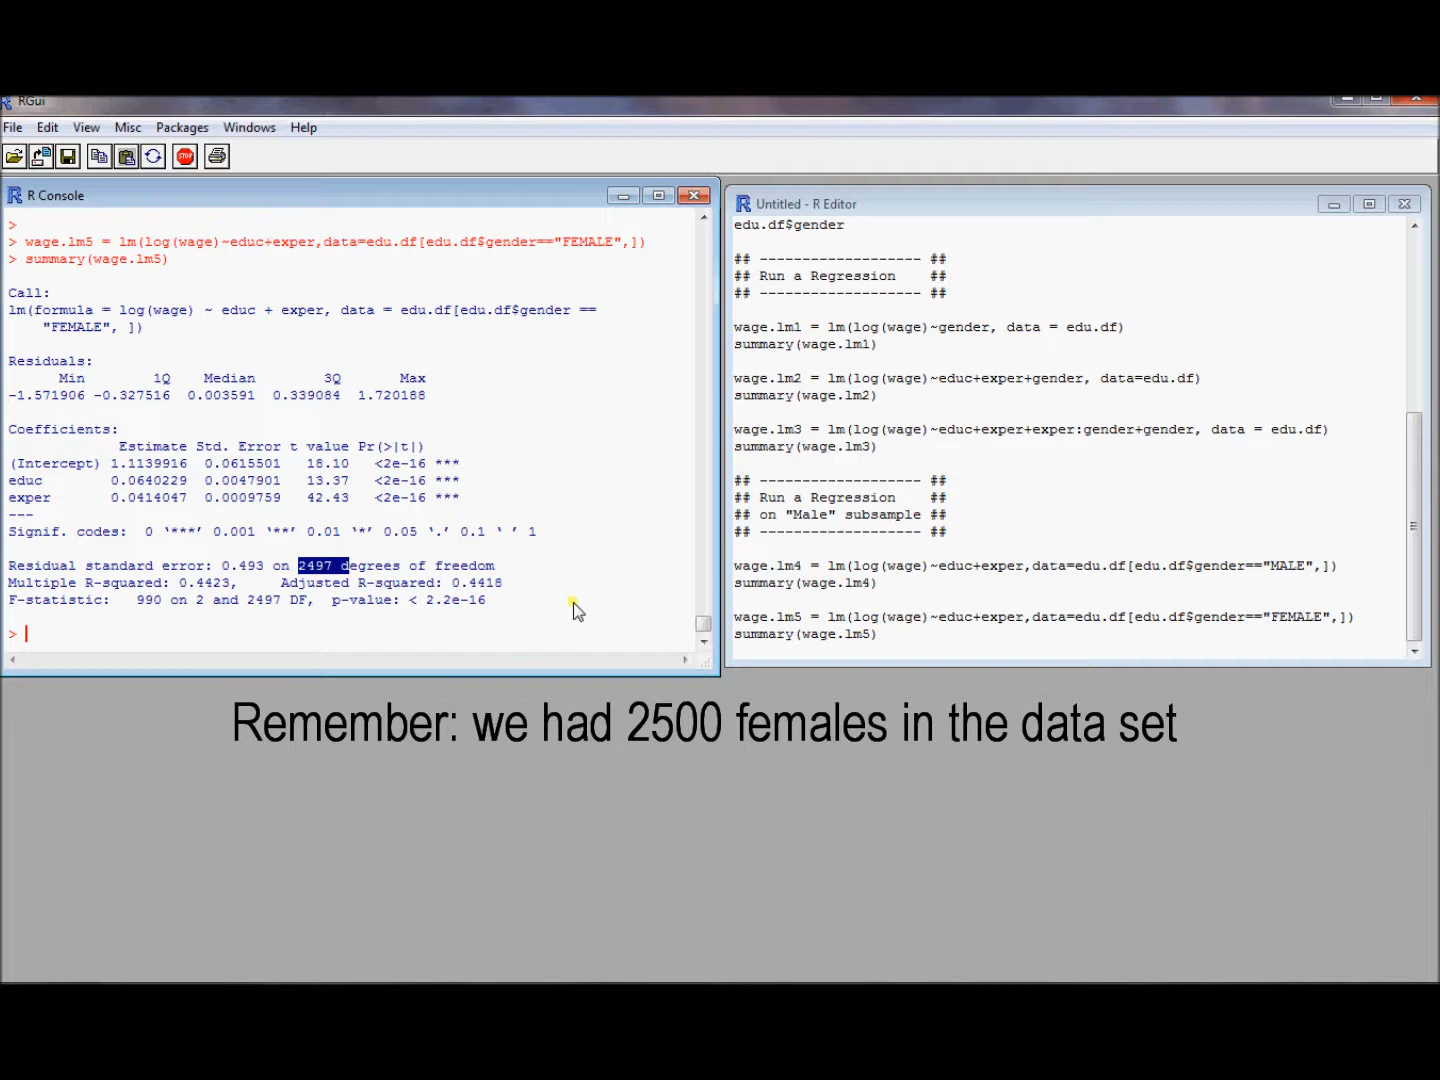 RGui
File Edit View Misc Packages Windows Help
STOP
R Console
>
> wage.lm5 = lm(log(wage)~educ+exper,data=edu.df[edu.df$gender=="FEMALE",])
> summary(wage.lm5)
Call:
lm(formula = log(wage) ~ educ + exper, data = edu.df[edu.df$gender ==
"FEMALE", ])
Residuals:
Min 1Q Median 3Q Max
-1.571906 -0.327516 0.003591 0.339084 1.720188
Coefficients:
Estimate Std. Error t value Pr(>|t|)
(Intercept) 1.1139916 0.0615501 18.10 <2e-16 ***
educ 0.0640229 0.0047901 13.37 <2e-16 ***
exper 0.0414047 0.0009759 42.43 <2e-16 ***
---
Signif. codes: 0 ‘***’ 0.001 ‘**’ 0.01 ‘*’ 0.05 ‘.’ 0.1 ‘ ’ 1
Residual standard error: 0.493 on 2497 degrees of freedom
Multiple R-squared: 0.4423, Adjusted R-squared: 0.4418
F-statistic: 990 on 2 and 2497 DF, p-value: < 2.2e-16
>
Untitled - R Editor
edu.df$gender
## ------------------- ##
## Run a Regression ##
## ------------------- ##
wage.lm1 = lm(log(wage)~gender, data = edu.df)
summary(wage.lm1)
wage.lm2 = lm(log(wage)~educ+exper+gender, data=edu.df)
summary(wage.lm2)
wage.lm3 = lm(log(wage)~educ+exper+exper:gender+gender, data = edu.df)
summary(wage.lm3)
## ------------------- ##
## Run a Regression ##
## on "Male" subsample ##
## ------------------- ##
wage.lm4 = lm(log(wage)~educ+exper,data=edu.df[edu.df$gender=="MALE",])
summary(wage.lm4)
wage.lm5 = lm(log(wage)~educ+exper,data=edu.df[edu.df$gender=="FEMALE",])
summary(wage.lm5)
Remember: we had 2500 females in the data set